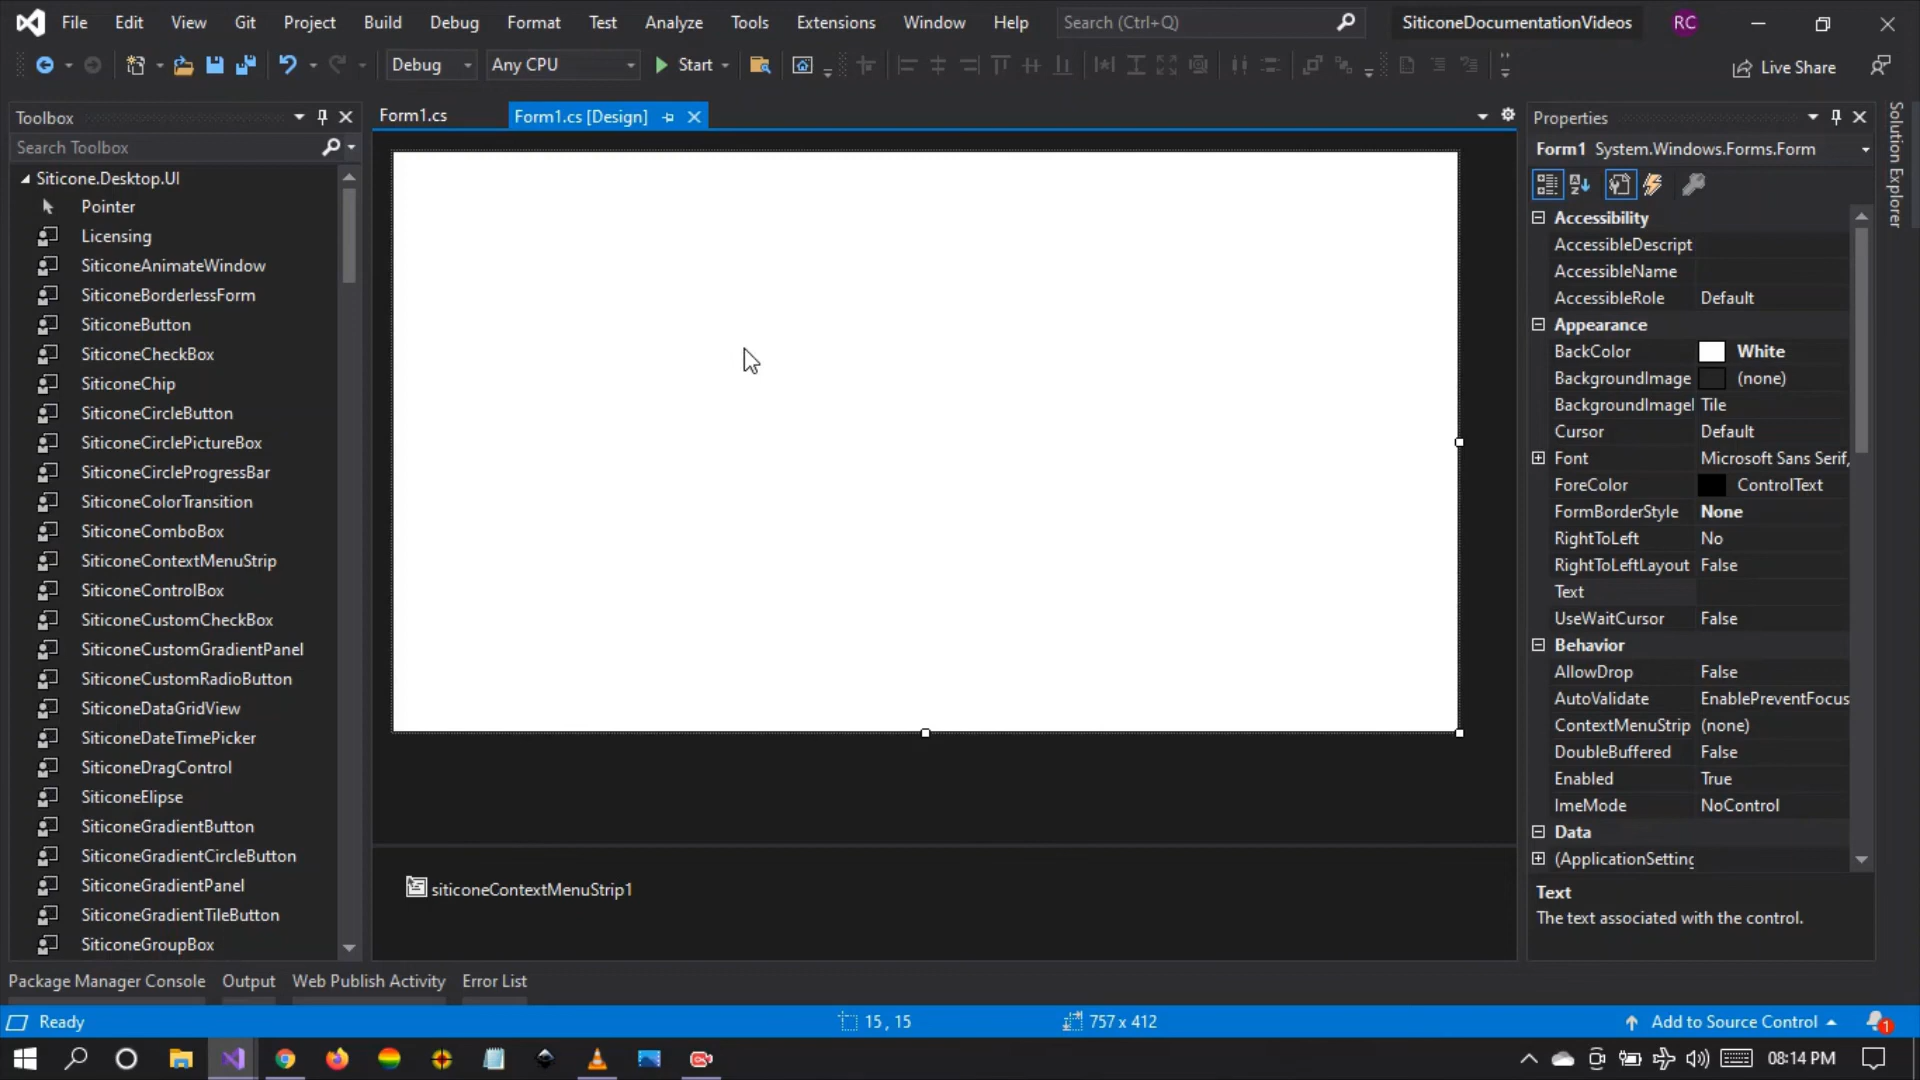 File Edit View Git Project Build Debug Format Test Analyze Tools Extensions Window Help Search (Ctrl+Q) SiticoneDocumentationVideos RC
Debug Any CPU Start Live Share
Toolbox
Search Toolbox
Siticone.Desktop.UI
Pointer
Licensing
SiticoneAnimateWindow
SiticoneBorderlessForm
SiticoneButton
SiticoneCheckBox
SiticoneChip
SiticoneCircleButton
SiticoneCirclePictureBox
SiticoneCircleProgressBar
SiticoneColorTransition
SiticoneComboBox
SiticoneContextMenuStrip
SiticoneControlBox
SiticoneCustomCheckBox
SiticoneCustomGradientPanel
SiticoneCustomRadioButton
SiticoneDataGridView
SiticoneDateTimePicker
SiticoneDragControl
SiticoneElipse
SiticoneGradientButton
SiticoneGradientCircleButton
SiticoneGradientPanel
SiticoneGradientTileButton
SiticoneGroupBox
Form1.cs Form1.cs [Design]
siticoneContextMenuStrip1
Properties
Form1 System.Windows.Forms.Form
Accessibility
AccessibleDescript
AccessibleName
AccessibleRole Default
Appearance
BackColor White
BackgroundImage (none)
BackgroundImageI Tile
Cursor Default
Font Microsoft Sans Serif,
ForeColor ControlText
FormBorderStyle None
RightToLeft No
RightToLeftLayout False
Text
UseWaitCursor False
Behavior
AllowDrop False
AutoValidate EnablePreventFocus
ContextMenuStrip (none)
DoubleBuffered False
Enabled True
ImeMode NoControl
Data
(ApplicationSetting
Text
The text associated with the control.
Solution Explorer
Package Manager Console Output Web Publish Activity Error List
Ready 15 , 15 757 x 412 Add to Source Control 1
08:14 PM